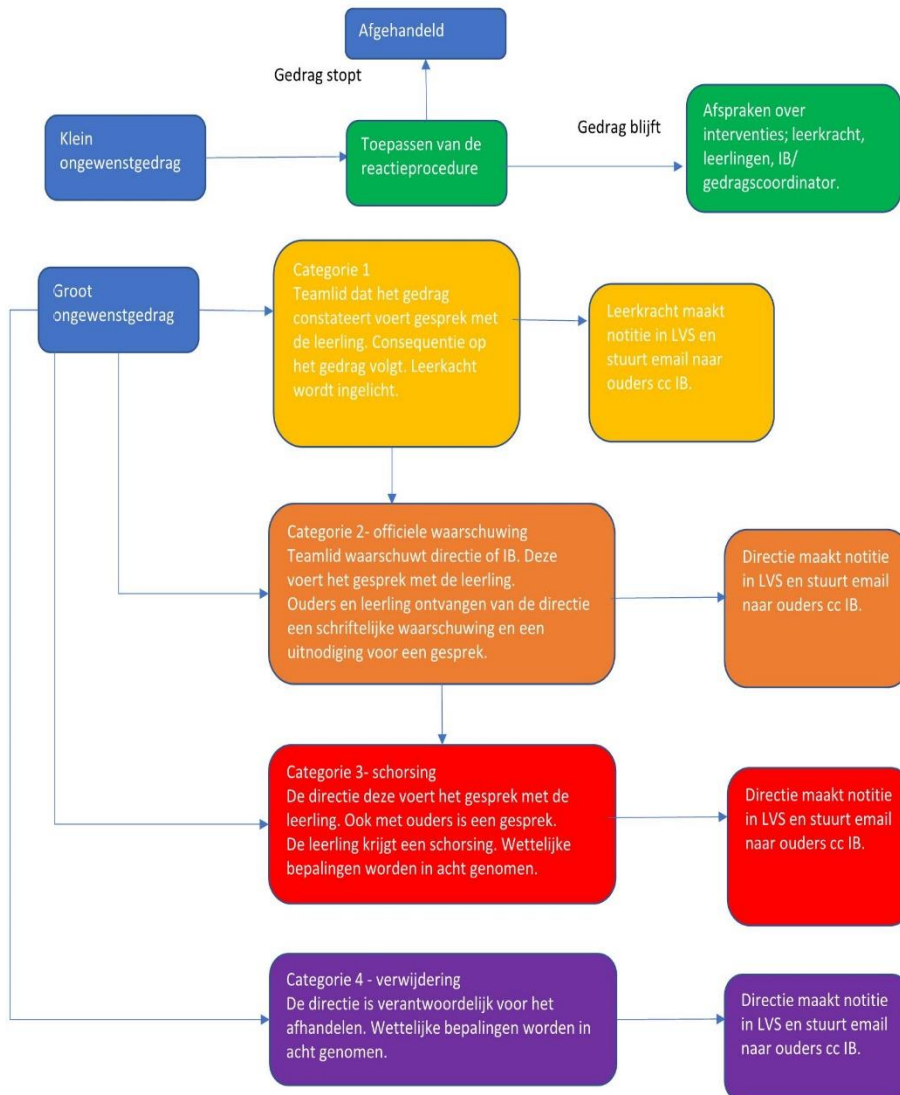 Afgehandeld
Gedrag stopt
Klein
ongewenstgedrag
Toepassen van de
reactieprocedure
Gedrag blijft
Afspraken over
interventies; leerkracht,
leerlingen, IB/
gedragscoordinator.
Groot
ongewenstgedrag
Categorie 1
Teamlid dat het gedrag
constateert voert gesprek met
de leerling. Consequentie op
het gedrag volgt. Leerkacht
wordt ingelicht.
Leerkracht maakt
notitie in LVS en
stuurt email naar
ouders cc IB.
Categorie 2- officiele waarschuwing
Teamlid waarschuwt directie of IB. Deze
voert het gesprek met de leerling.
Ouders en leerling ontvangen van de directie
een schriftelijke waarschuwing en een
uitnodiging voor een gesprek.
Directie maakt notitie
in LVS en stuurt email
naar ouders cc IB.
Categorie 3- schorsing
De directie deze voert het gesprek met de
leerling. Ook met ouders is een gesprek.
De leerling krijgt een schorsing. Wettelijke
bepalingen worden in acht genomen.
Directie maakt notitie
in LVS en stuurt email
naar ouders cc IB.
Categorie 4 - verwijdering
De directie is verantwoordelijk voor het
afhandelen. Wettelijke bepalingen worden in
acht genomen.
Directie maakt notitie
in LVS en stuurt email
naar ouders cc IB.